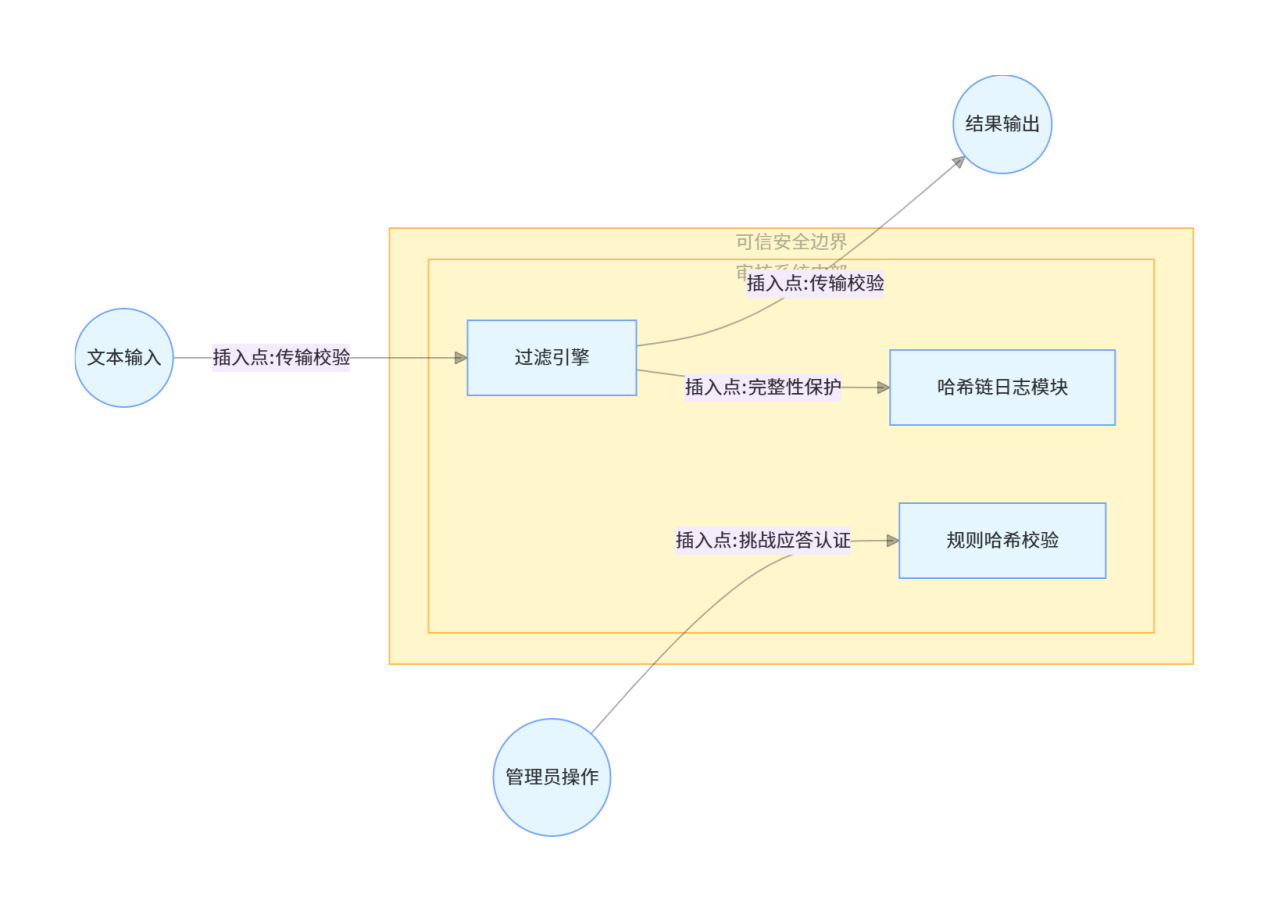 结果输出
可信安全边界
插入点:传输校验
文本输入
插入点:传输校验
过滤引擎
插入点:完整性保护
哈希链日志模块
插入点:挑战应答认证
规则哈希校验
管理员操作